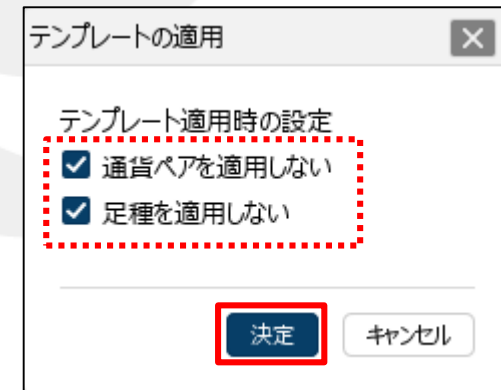 テンプレートの適用
テンプレート適用時の設定
通貨ペアを適用しない
足種を適用しない
決定 キャンセル